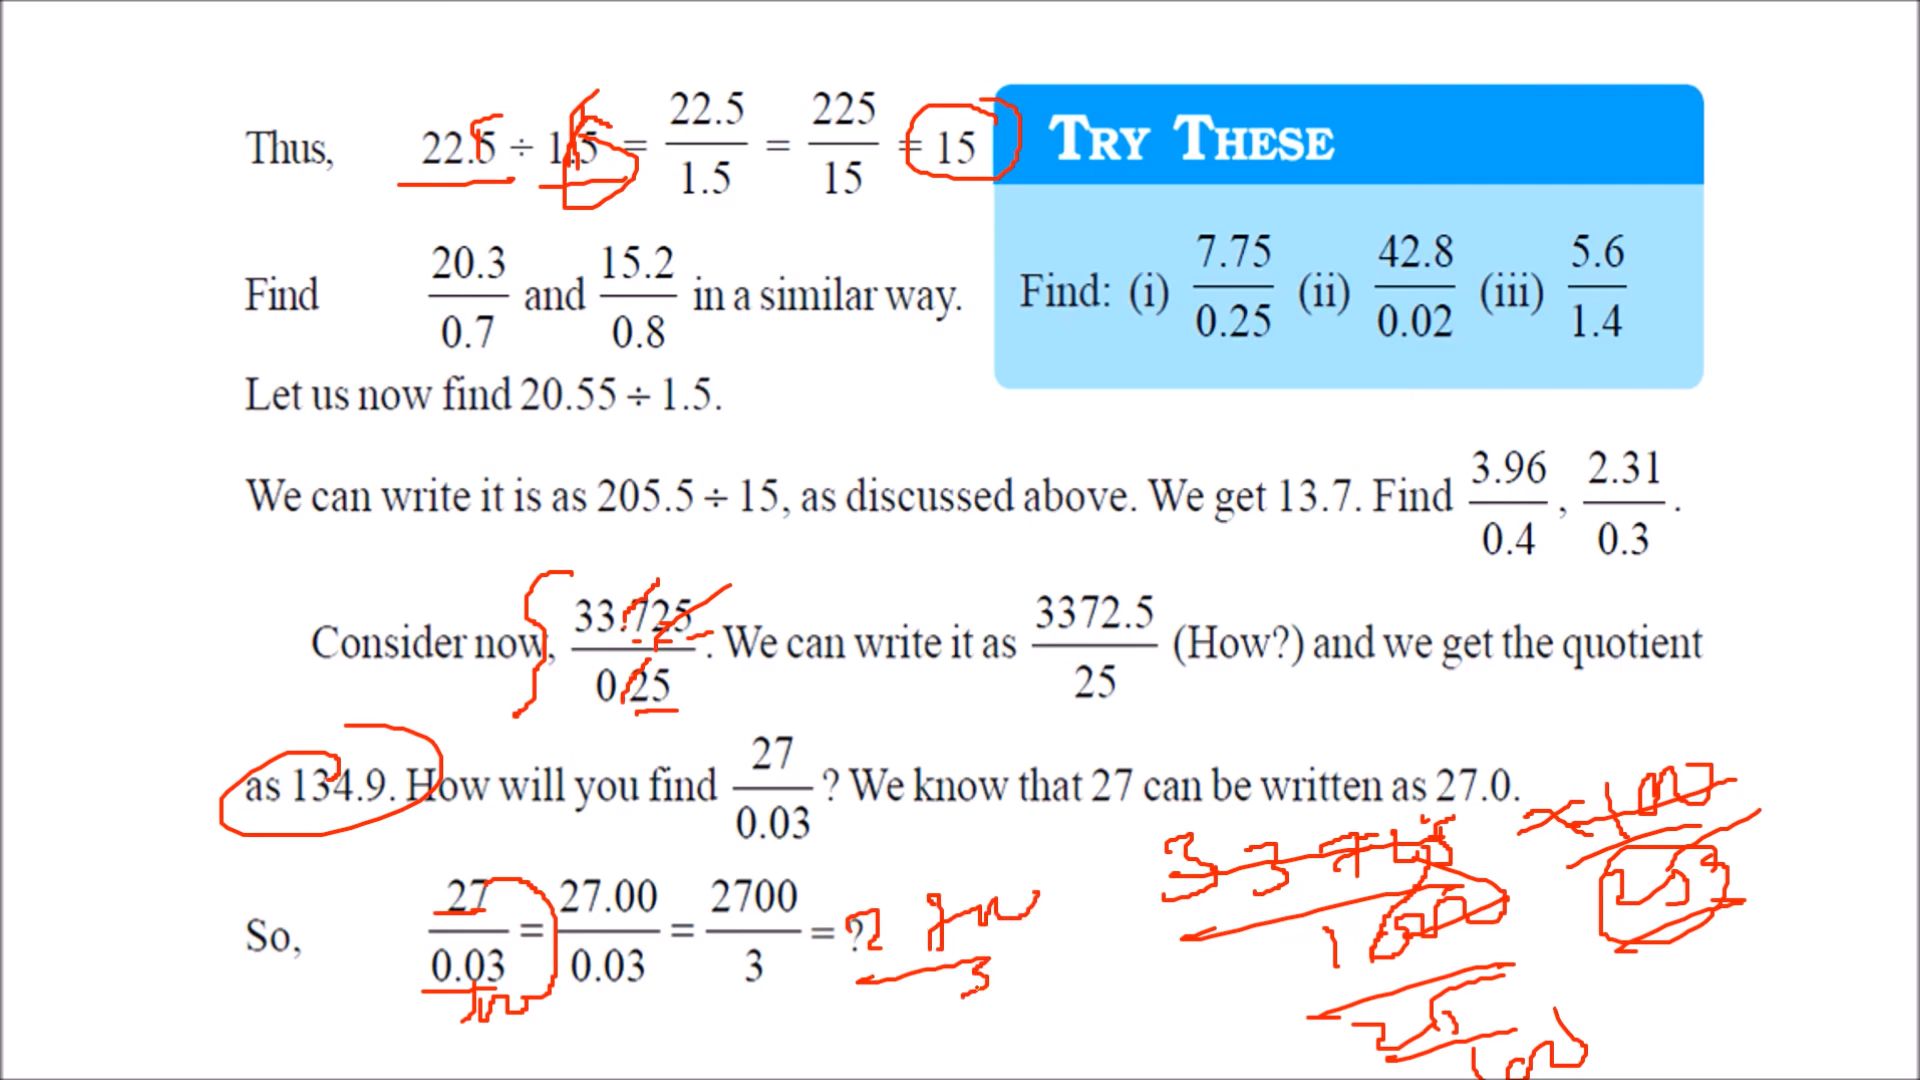 Thus, 22.5 ÷ 1.5 = 22.5/1.5 = 225/15 = 15
TRY THESE
Find: (i) 7.75/0.25 (ii) 42.8/0.02 (iii) 5.6/1.4
Find 20.3/0.7 and 15.2/0.8 in a similar way.
Let us now find 20.55 ÷ 1.5.
We can write it is as 205.5 ÷ 15, as discussed above. We get 13.7. Find 3.96/0.4, 2.31/0.3.
Consider now, 33.725/0.25. We can write it as 3372.5/25 (How?) and we get the quotient
as 134.9. How will you find 27/0.03? We know that 27 can be written as 27.0.
So, 27/0.03 = 27.00/0.03 = 2700/3 = ?